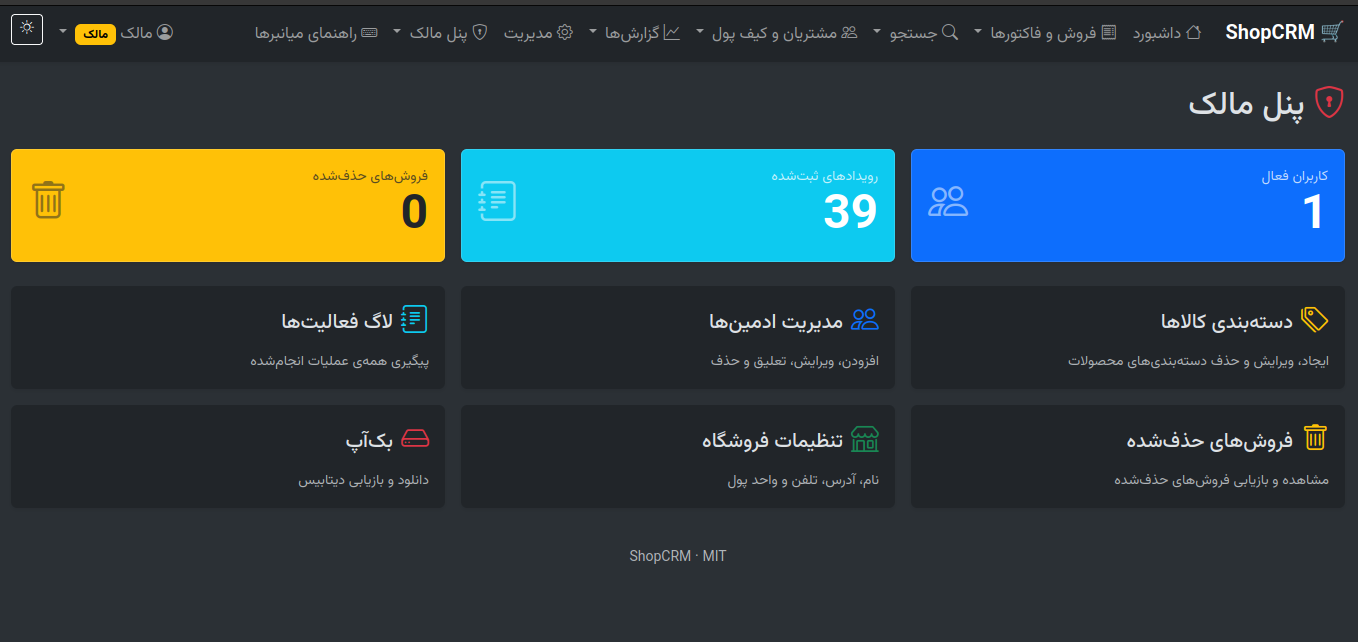 ShopCRM داشبورد فروش و فاکتورها جستجو مشتریان و کیف پول گزارش‌ها مدیریت پنل مالک راهنمای میانبرها مالک مالک
پنل مالک
کاربران فعال
1
رویدادهای ثبت‌شده
39
فروش‌های حذف‌شده
0
دسته‌بندی کالاها
ایجاد، ویرایش و حذف دسته‌بندی‌های محصولات
مدیریت ادمین‌ها
افزودن، ویرایش، تعلیق و حذف
لاگ فعالیت‌ها
پیگیری همه‌ی عملیات انجام‌شده
فروش‌های حذف‌شده
مشاهده و بازیابی فروش‌های حذف‌شده
تنظیمات فروشگاه
نام، آدرس، تلفن و واحد پول
بک‌آپ
دانلود و بازیابی دیتابیس
ShopCRM · MIT